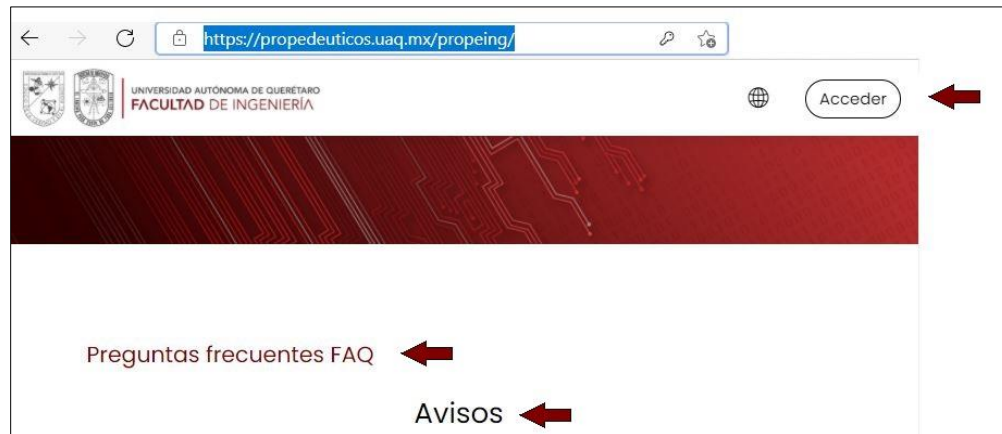 https://propedeuticos.uaq.mx/propeing/
UNIVERSIDAD AUTÓNOMA DE QUERÉTARO
FACULTAD DE INGENIERÍA
Acceder
Preguntas frecuentes FAQ
Avisos